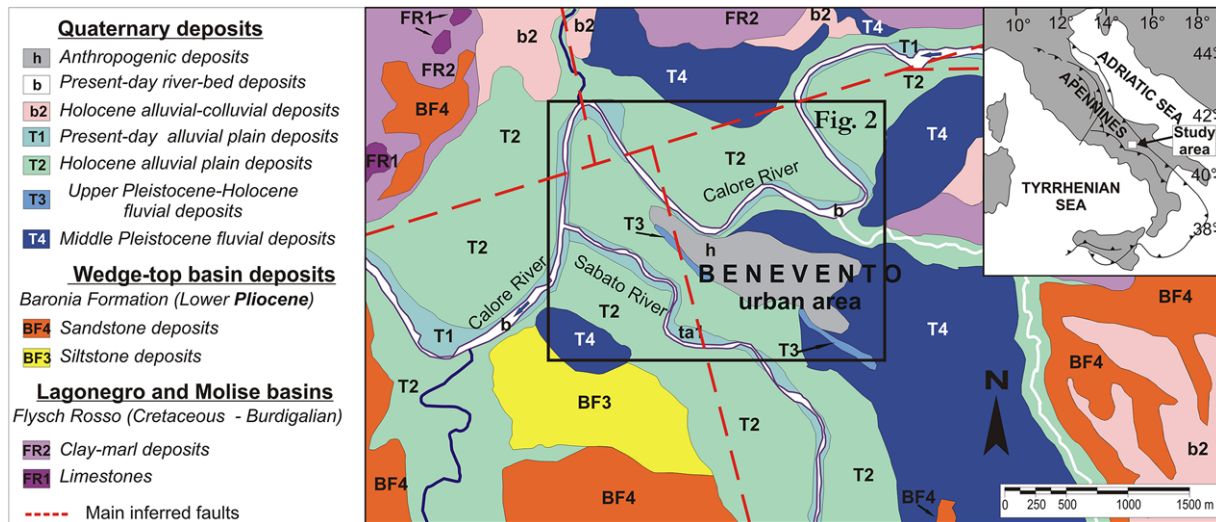 Quaternary deposits
h Anthropogenic deposits
b Present-day river-bed deposits
b2 Holocene alluvial-colluvial deposits
T1 Present-day alluvial plain deposits
T2 Holocene alluvial plain deposits
T3 Upper Pleistocene-Holocene
fluvial deposits
T4 Middle Pleistocene fluvial deposits
Wedge-top basin deposits
Baronia Formation (Lower Pliocene)
BF4 Sandstone deposits
BF3 Siltstone deposits
Lagonegro and Molise basins
Flysch Rosso (Cretaceous - Burdigalian)
FR2 Clay-marl deposits
FR1 Limestones
Main inferred faults
FR1
FR2
BF4
FR1
b2
b2
T2
FR2
b2
T4
T4
T1
T2
T4
Fig. 2
T2
Calore River
b
T2
T3
h
BENEVENTO
urban area
Sabato River
Calore River
b
T2
T1
T4
ta1
T3
T4
BF3
T2
T2
T2
BF4
BF4
BF4
BF4
BF4
b2
N
0 250 500 1000 1500 m
10° 12° 14° 16° 18°
44°
42°
40°
38°
ADRIATIC SEA
APENNINES
Study
area
TYRRHENIAN
SEA